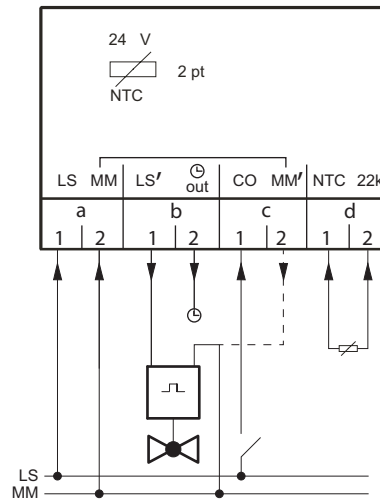 24 V
2 pt
NTC
LS MM LS′ out CO MM′ NTC 22k
a b c d
1 2 1 2 1 2 1 2
LS
MM